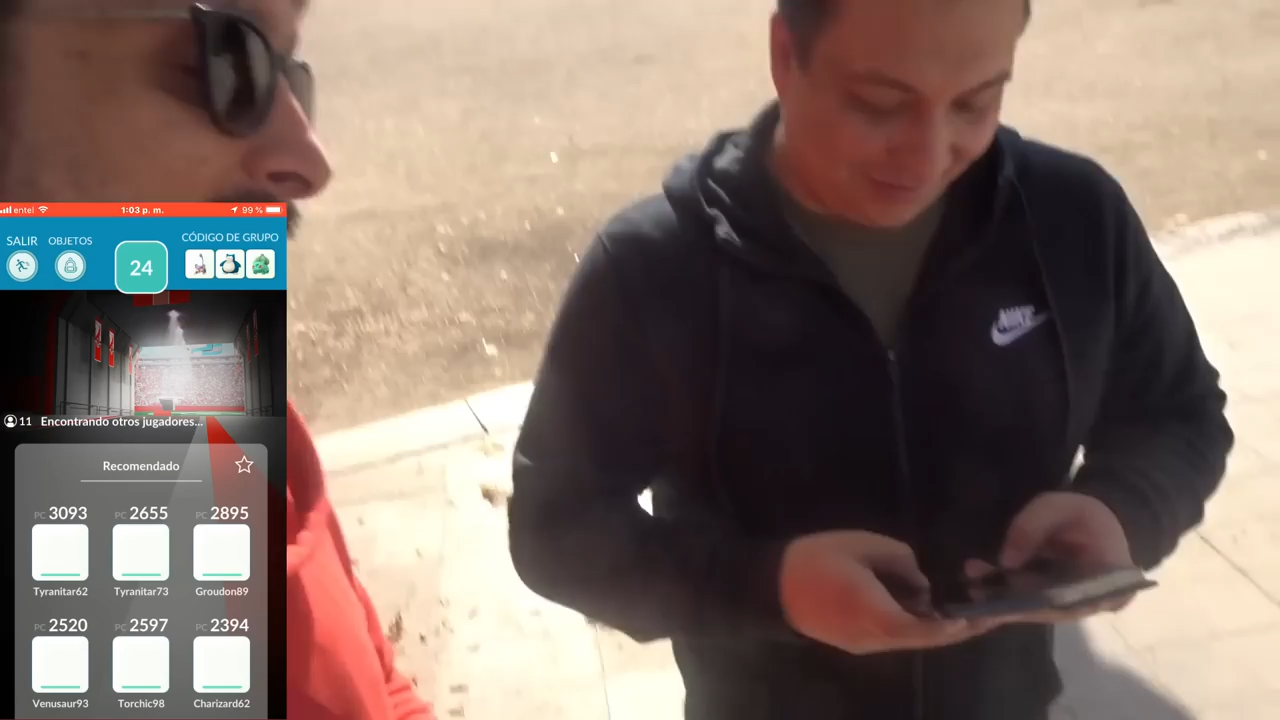 entel 1:03 p. m. 99 %
SALIR OBJETOS CÓDIGO DE GRUPO
24
11 Encontrando otros jugadores...
Recomendado
PC 3093 PC 2655 PC 2895
Tyranitar62 Tyranitar73 Groudon89
PC 2520 PC 2597 PC 2394
Venusaur93 Torchic98 Charizard62
NIKE